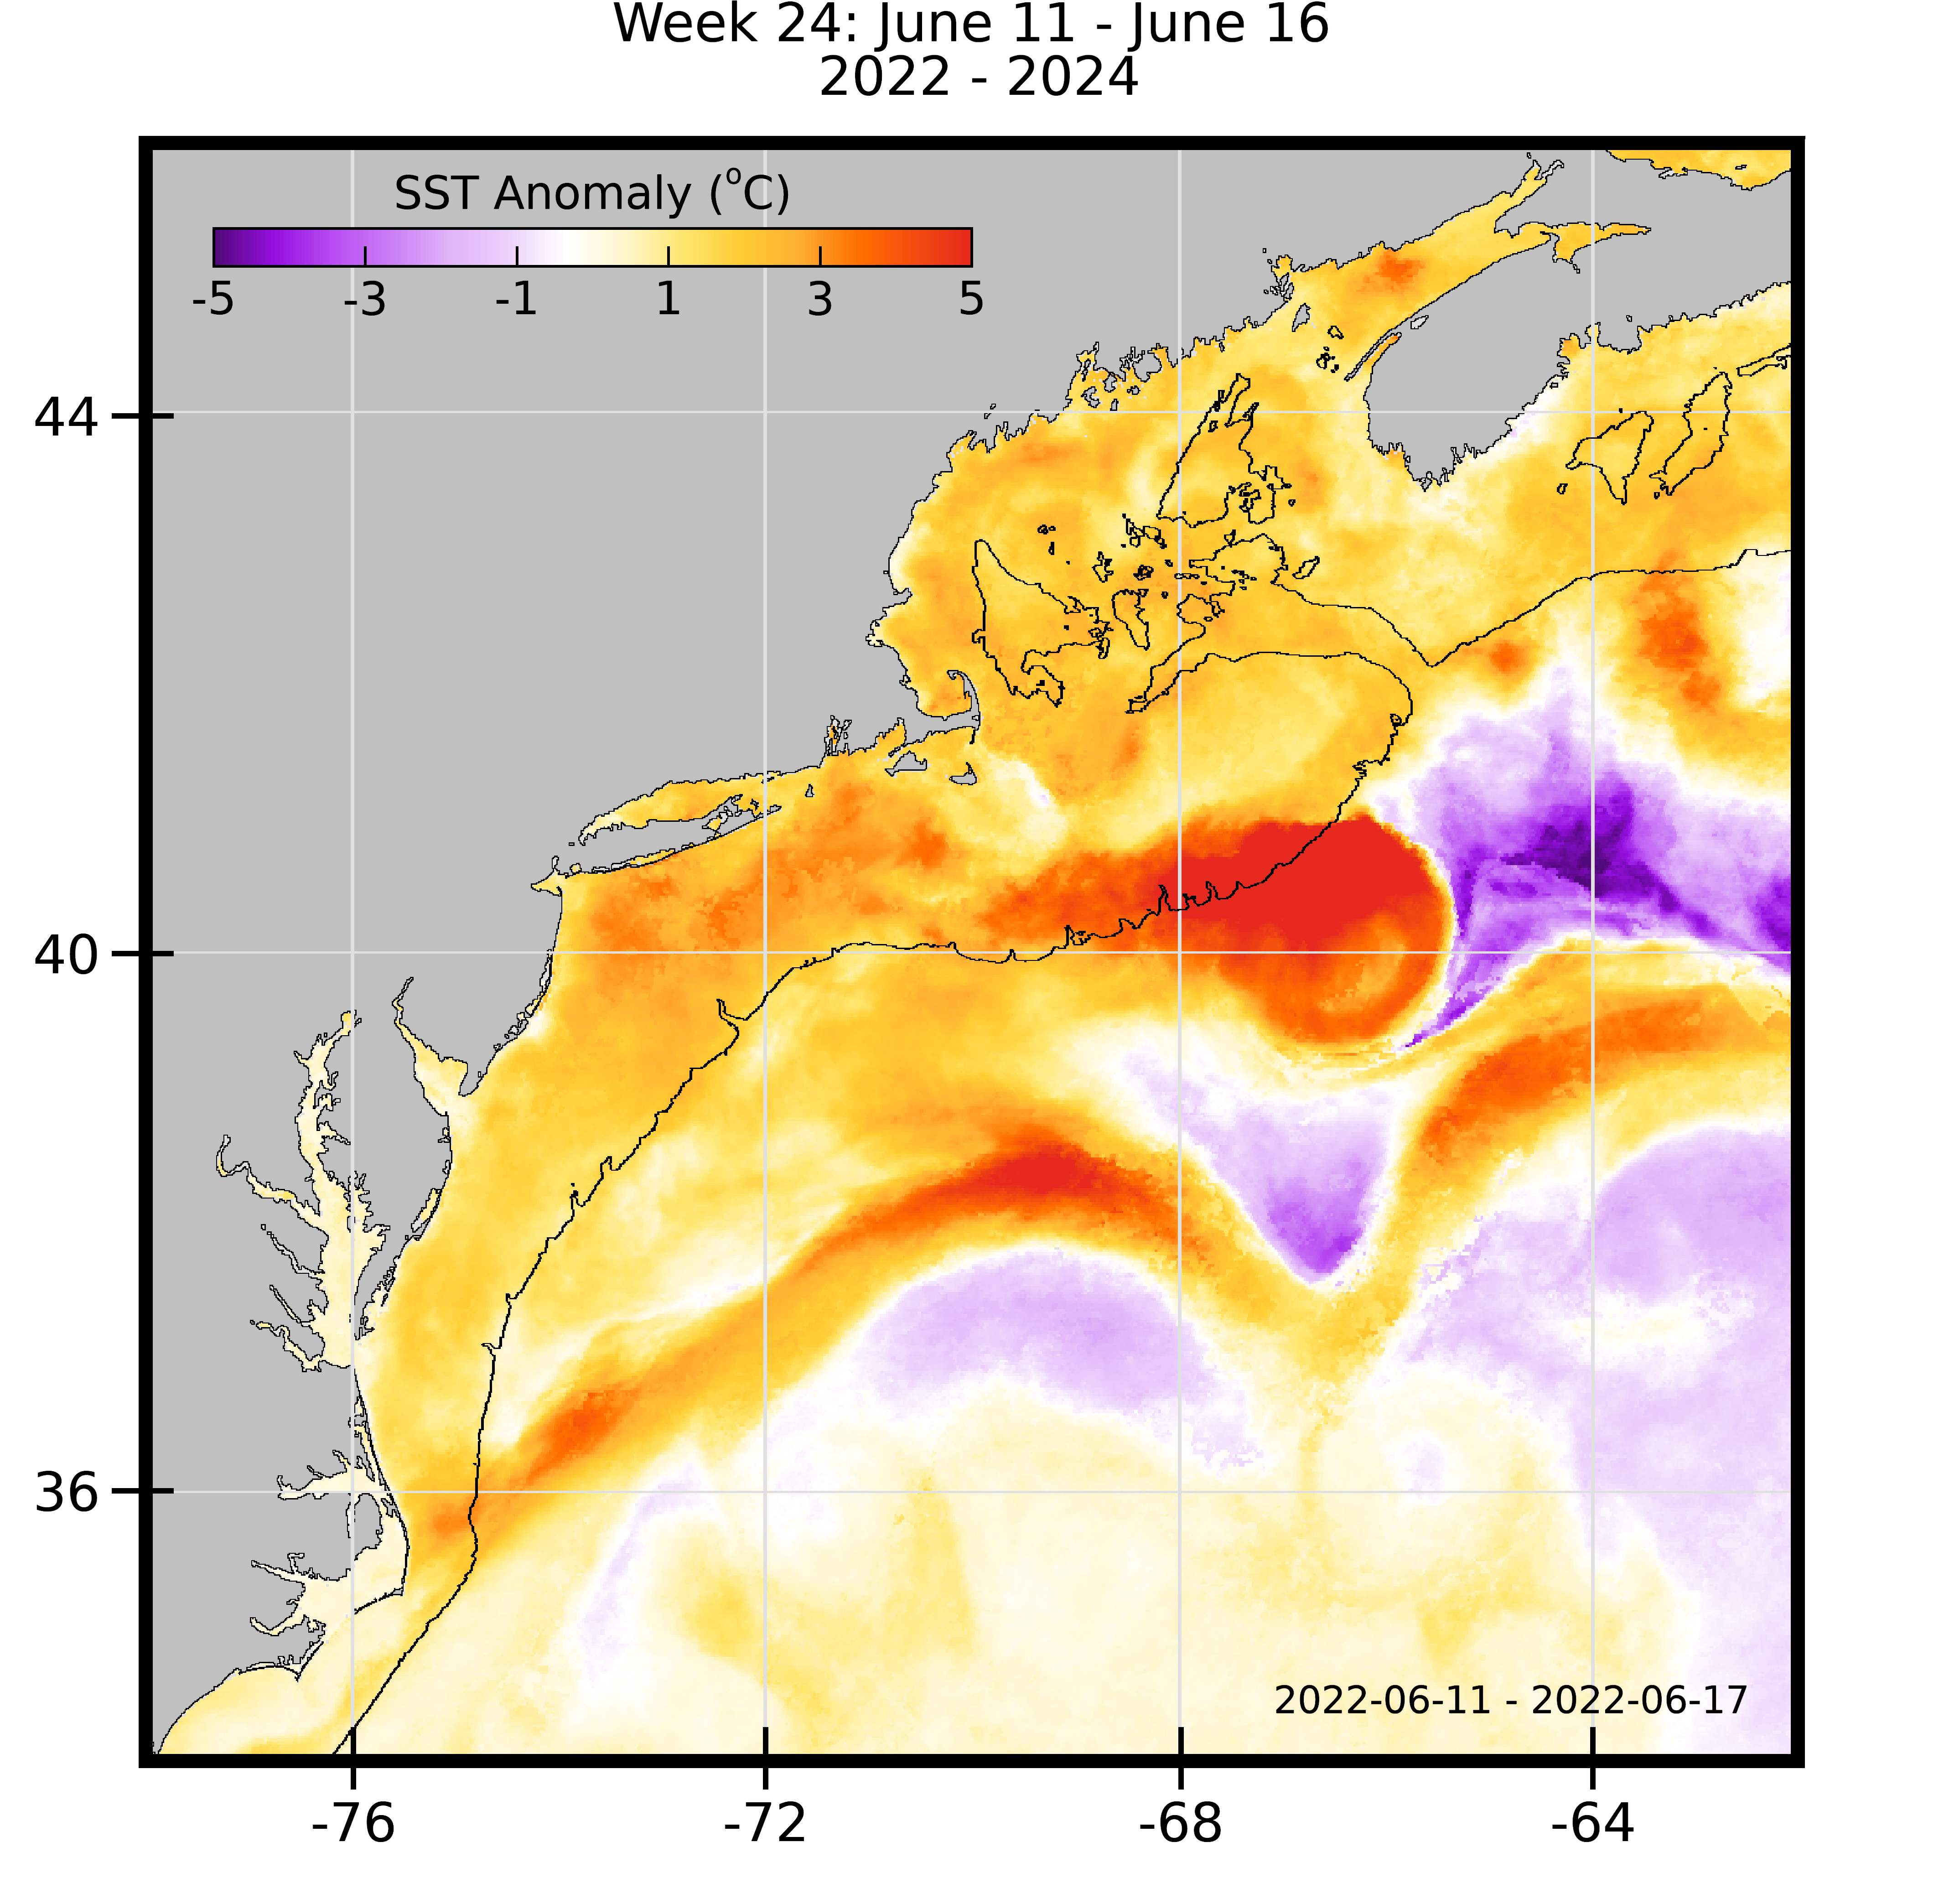 Week 24: June 11 - June 16
2022 - 2024
SST Anomaly (°C)
-5 -3 -1 1 3 5
44
40
36
2022-06-11 - 2022-06-17
-76 -72 -68 -64